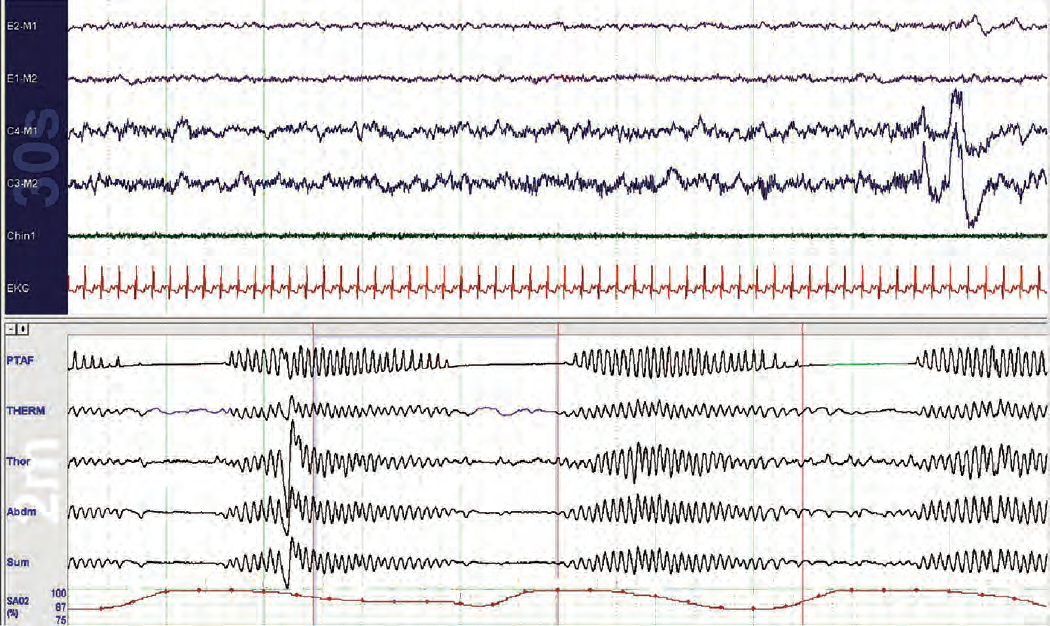 E2-M1
E1-M2
C4-M1
30s
C3-M2
Chin1
EKG
- +
PTAF
THERM
Thor
2m
Abdm
Sum
SA02
(%)
100
87
75